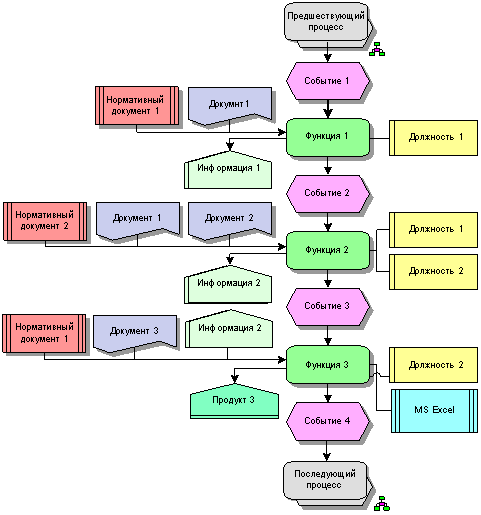 Предшествующий
процесс
Событие 1
Нормативный
документ 1
Докумнт1
Функция 1
Должность 1
Информация 1
Событие 2
Нормативный
документ 2
Документ 1
Документ 2
Должность 1
Функция 2
Должность 2
Информация 2
Событие 3
Нормативный
документ 1
Документ 3
Информация 2
Функция 3
Должность 2
Продукт 3
MS Excel
Событие 4
Последующий
процесс